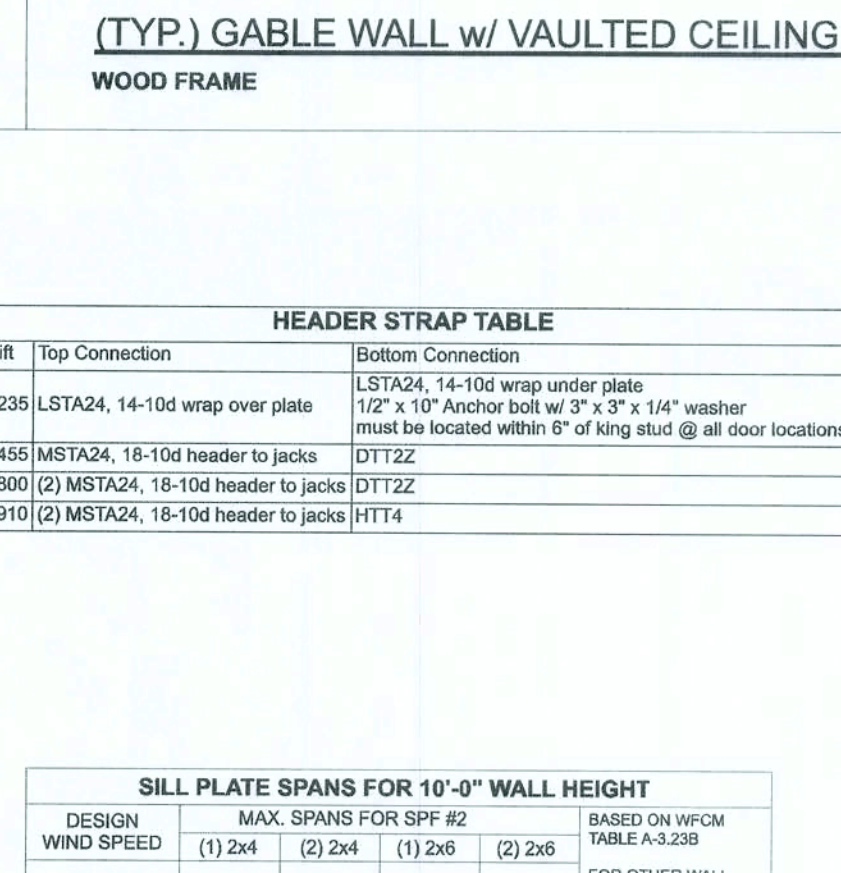 (TYP.) GABLE WALL w/ VAULTED CEILING
WOOD FRAME
HEADER STRAP TABLE
Top Connection Bottom Connection
235 LSTA24, 14-10d wrap over plate LSTA24, 14-10d wrap under plate
1/2" x 10" Anchor bolt w/ 3" x 3" x 1/4" washer
must be located within 6" of king stud @ all door locations
455 MSTA24, 18-10d header to jacks DTT2Z
800 (2) MSTA24, 18-10d header to jacks DTT2Z
910 (2) MSTA24, 18-10d header to jacks HTT4
SILL PLATE SPANS FOR 10'-0" WALL HEIGHT
DESIGN WIND SPEED MAX. SPANS FOR SPF #2 BASED ON WFCM
TABLE A-3.23B
(1) 2x4 (2) 2x4 (1) 2x6 (2) 2x6